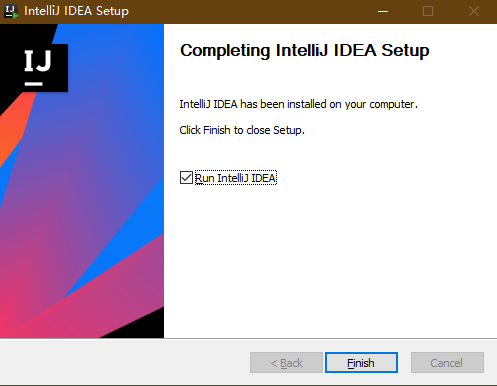 IntelliJ IDEA Setup
IJ
Completing IntelliJ IDEA Setup
IntelliJ IDEA has been installed on your computer.
Click Finish to close Setup.
Run IntelliJ IDEA
< Back
Finish
Cancel